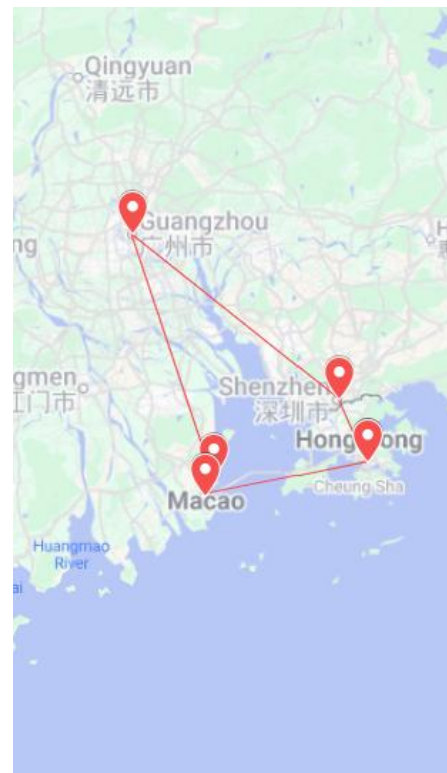 Qingyuan
清远市
Guangzhou
广州市
ng
H
Shenzhen
深圳市
gmen
江门市
Hong Kong
Cheung Sha
Macao
Huangmao
River
ai